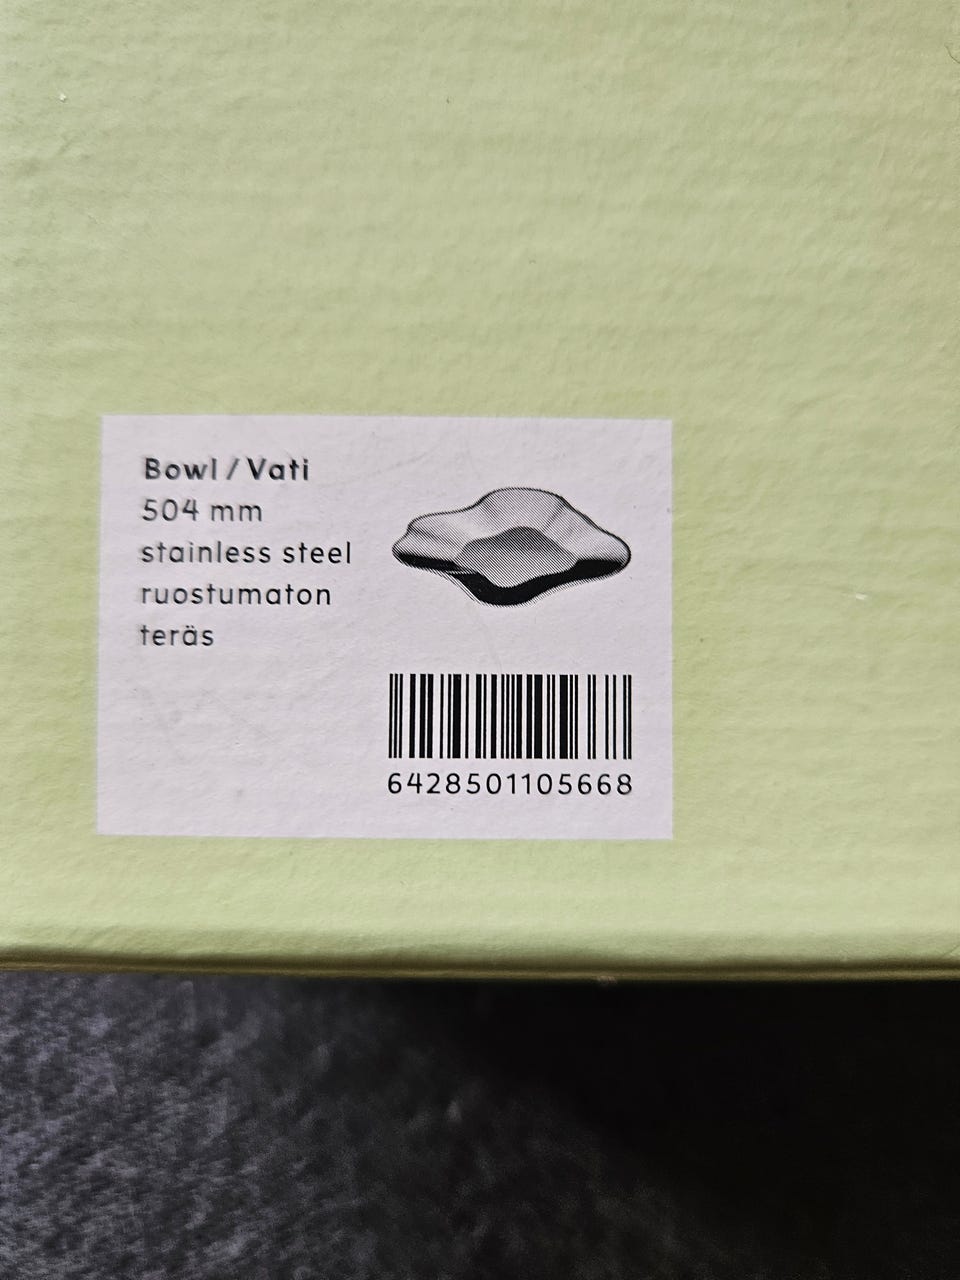 Bowl / Vati
504 mm
stainless steel
ruostumaton
teräs
6428501105668